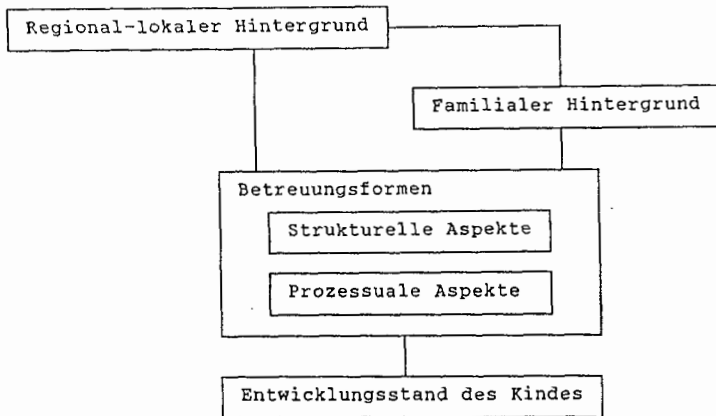 Regional-lokaler Hintergrund
Familialer Hintergrund
Betreuungsformen
Strukturelle Aspekte
Prozessuale Aspekte
Entwicklungsstand des Kindes